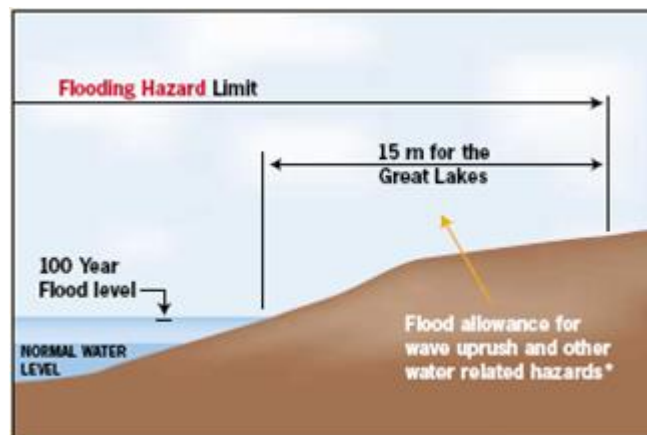 Flooding Hazard Limit
15 m for the
Great Lakes
100 Year
Flood level
NORMAL WATER
LEVEL
Flood allowance for
wave uprush and other
water related hazards*